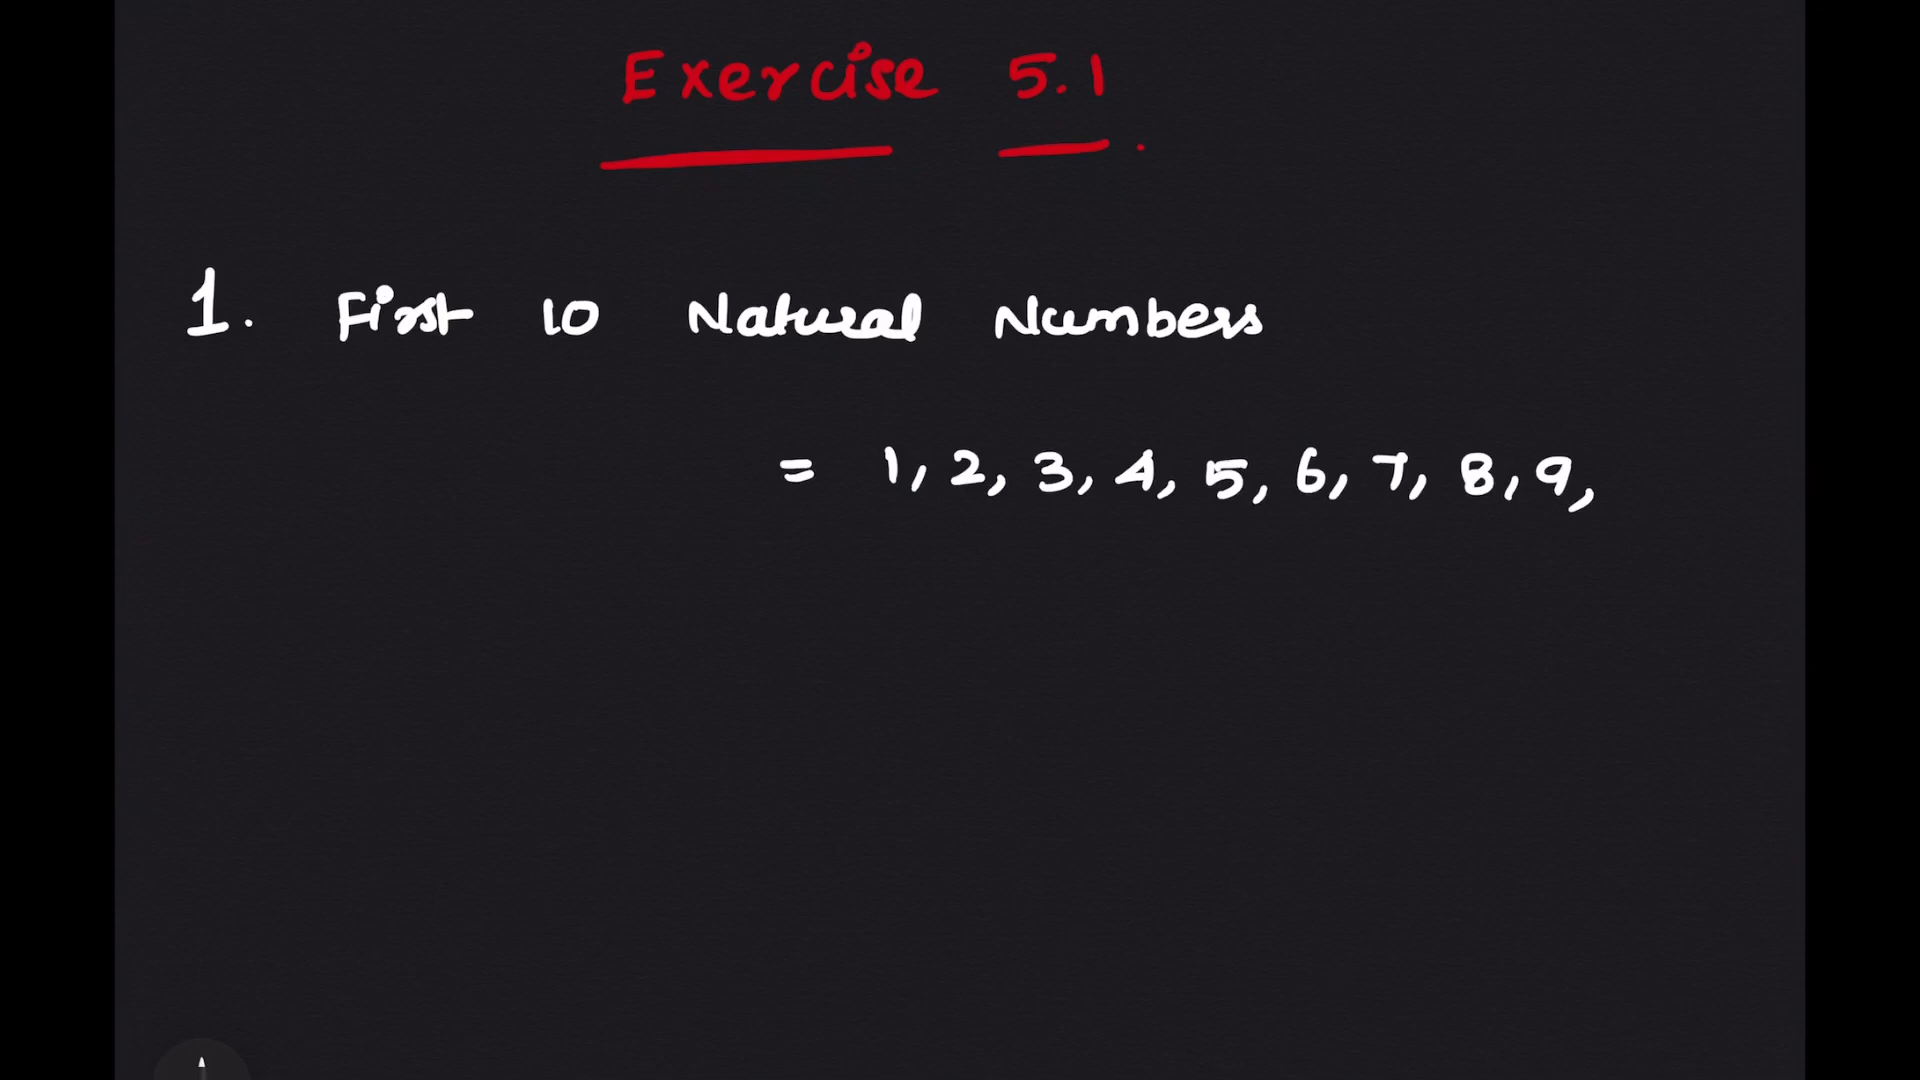 Exercise 5.1.
1. First 10 Natural Numbers
= 1, 2, 3, 4, 5, 6, 7, 8, 9,